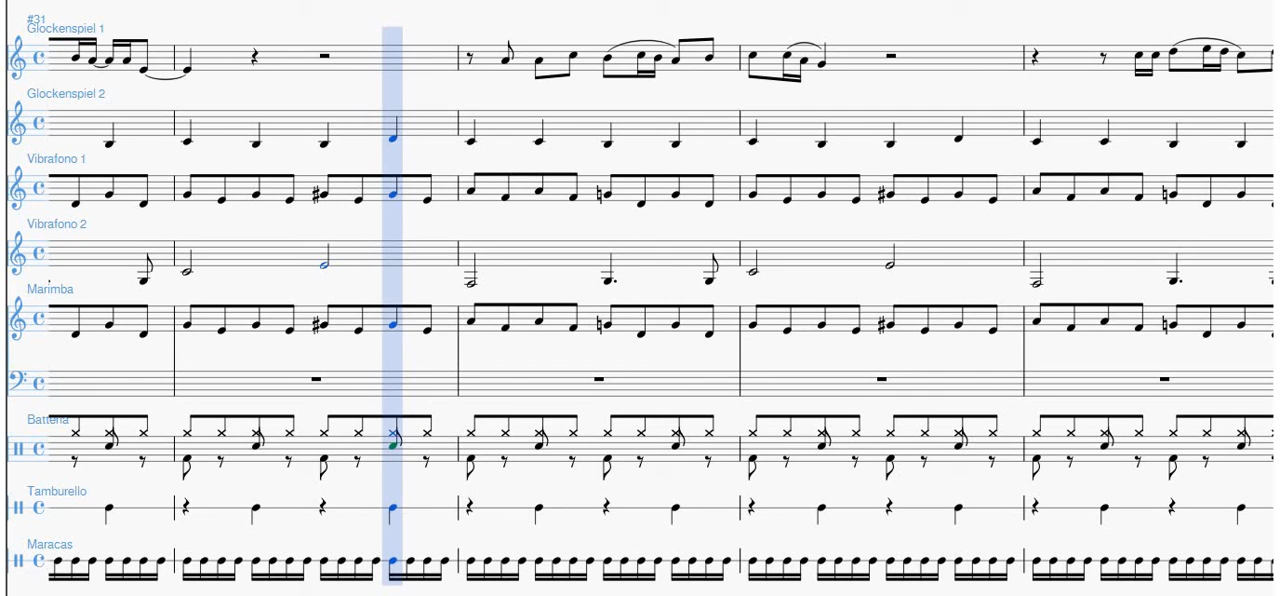 #31
Glockenspiel 1
Glockenspiel 2
Vibrafono 1
Vibrafono 2
Marimba
Batteria
Tamburello
Maracas